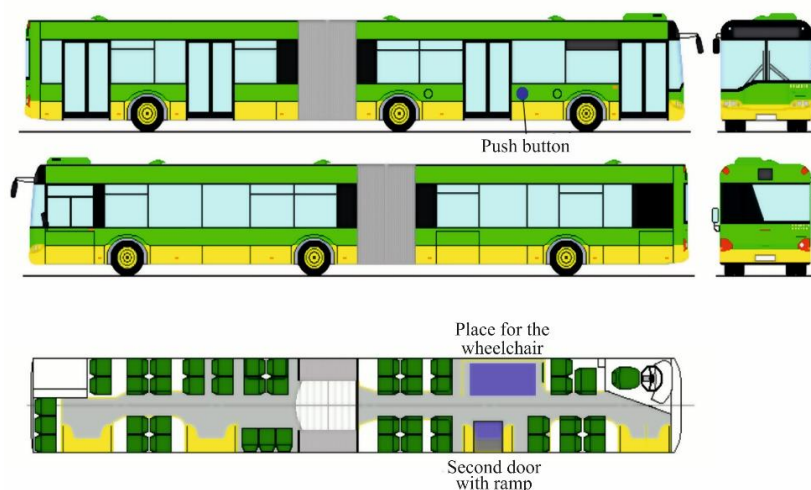 Push button
Place for the
wheelchair
Second door
with ramp